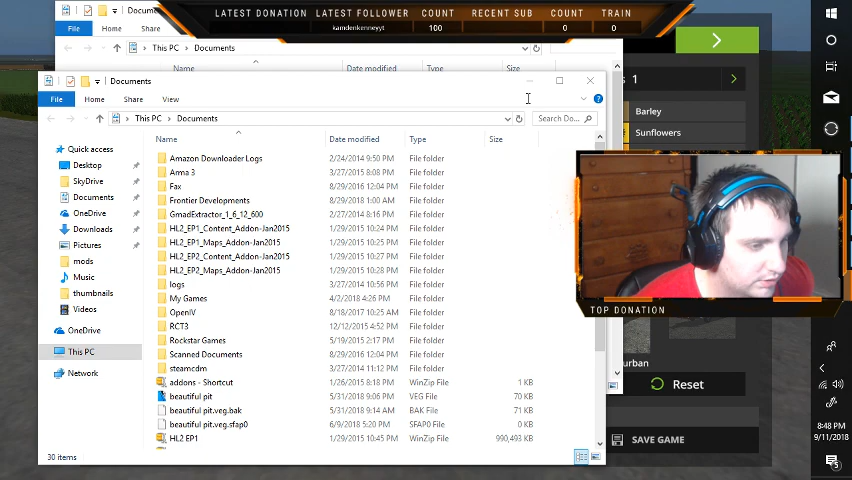 LATEST DONATION LATEST FOLLOWER COUNT RECENT SUB COUNT TRAIN
kamdenkenneyyt 100 0 0
File Home Share
This PC > Documents
Name Date modified Type Size
1
Barley
Sunflowers
Documents
File Home Share View
This PC > Documents
Search Do...
Name Date modified Type Size
Quick access
Desktop
SkyDrive
Documents
OneDrive
Downloads
Pictures
mods
Music
thumbnails
Videos
OneDrive
This PC
Network
Amazon Downloader Logs 2/24/2014 9:50 PM File folder
Arma 3 3/27/2015 8:08 PM File folder
Fax 8/29/2016 12:04 PM File folder
Frontier Developments 8/29/2018 1:00 AM File folder
GmadExtractor_1_6_12_600 2/27/2014 8:16 PM File folder
HL2_EP1_Content_Addon-Jan2015 1/29/2015 10:24 PM File folder
HL2_EP1_Maps_Addon-Jan2015 1/29/2015 10:25 PM File folder
HL2_EP2_Content_Addon-Jan2015 1/29/2015 10:27 PM File folder
HL2_EP2_Maps_Addon-Jan2015 1/29/2015 10:28 PM File folder
logs 3/27/2014 10:56 PM File folder
My Games 4/2/2018 4:26 PM File folder
OpenIV 8/18/2017 10:25 AM File folder
RCT3 12/12/2015 4:52 PM File folder
Rockstar Games 5/19/2015 2:17 PM File folder
Scanned Documents 8/29/2016 12:04 PM File folder
steamcdm 3/27/2014 11:12 PM File folder
addons - Shortcut 1/26/2015 8:18 PM WinZip File 1 KB
beautiful pit 5/31/2018 9:06 PM VEG File 70 KB
beautiful pit.veg.bak 5/31/2018 9:14 AM BAK File 71 KB
beautiful pit.veg.sfap0 6/9/2018 5:20 PM SFAP0 File 0 KB
HL2 EP1 1/29/2015 10:45 PM WinZip File 990,493 KB
30 items
TOP DONATION
urban
Reset
SAVE GAME
8:48 PM
9/11/2018
5